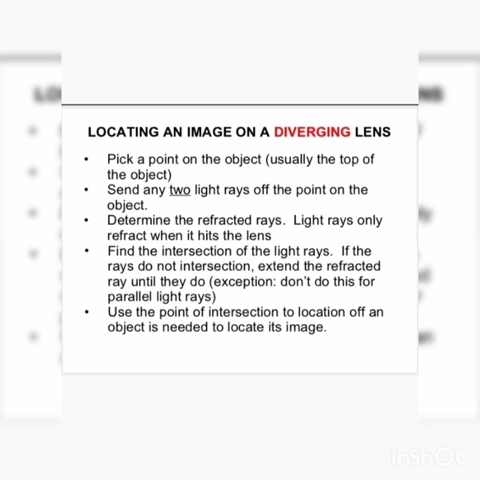 LOCATING AN IMAGE ON A DIVERGING LENS
• Pick a point on the object (usually the top of
the object)
• Send any two light rays off the point on the
object.
• Determine the refracted rays. Light rays only
refract when it hits the lens
• Find the intersection of the light rays. If the
rays do not intersection, extend the refracted
ray until they do (exception: don't do this for
parallel light rays)
• Use the point of intersection to location off an
object is needed to locate its image.
InShOt